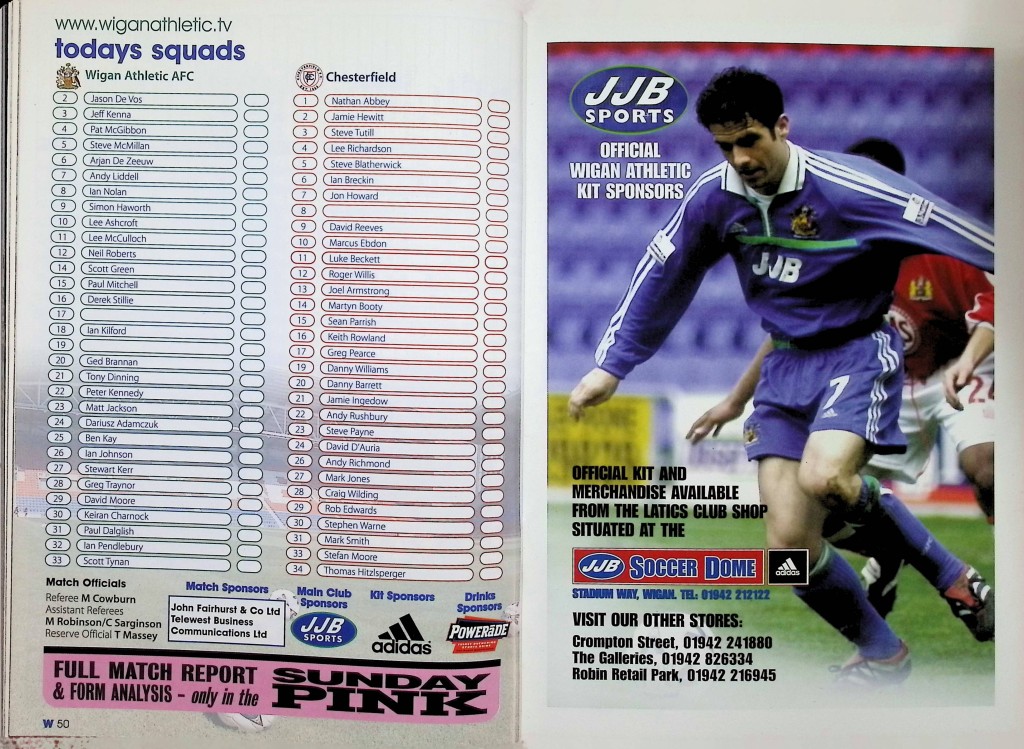 www.wiganathletic.tv
todays squads
Wigan Athletic AFC
2 Jason De Vos
3 Jeff Kenna
4 Pat McGibbon
5 Steve McMillan
6 Arjan De Zeeuw
7 Andy Liddell
8 Ian Nolan
9 Simon Haworth
10 Lee Ashcroft
11 Lee McCulloch
12 Neil Roberts
14 Scott Green
15 Paul Mitchell
16 Derek Stillie
17
18 Ian Kilford
19
20 Ged Brannan
21 Tony Dinning
22 Peter Kennedy
23 Matt Jackson
24 Dariusz Adamczuk
25 Ben Kay
26 Ian Johnson
27 Stewart Kerr
28 Greg Traynor
29 David Moore
30 Keiran Charnock
31 Paul Dalglish
32 Ian Pendlebury
33 Scott Tynan
Chesterfield
1 Nathan Abbey
2 Jamie Hewitt
3 Steve Tutill
4 Lee Richardson
5 Steve Blatherwick
6 Ian Breckin
7 Jon Howard
8
9 David Reeves
10 Marcus Ebdon
11 Luke Beckett
12 Roger Willis
13 Joel Armstrong
14 Martyn Booty
15 Sean Parrish
16 Keith Rowland
17 Greg Pearce
19 Danny Williams
20 Danny Barrett
21 Jamie Ingedow
22 Andy Rushbury
23 Steve Payne
24 David D'Auria
26 Andy Richmond
27 Mark Jones
28 Craig Wilding
29 Rob Edwards
30 Stephen Warne
31 Mark Smith
33 Stefan Moore
34 Thomas Hitzlsperger
Match Officials
Referee M Cowburn
Assistant Referees
M Robinson/C Sarginson
Reserve Official T Massey
Match Sponsors
John Fairhurst & Co Ltd
Telewest Business
Communications Ltd
Main Club
Sponsors
JJB
SPORTS
Kit Sponsors
adidas
Drinks
Sponsors
POWERADE
FULL MATCH REPORT
& FORM ANALYSIS – only in the
SUNDAY
PINK
W 50
JJB
SPORTS
OFFICIAL
WIGAN ATHLETIC
KIT SPONSORS
JJB
7
OFFICIAL KIT AND
MERCHANDISE AVAILABLE
FROM THE LATICS CLUB SHOP
SITUATED AT THE
JJB SOCCER DOME
adidas
STADIUM WAY, WIGAN. TEL: 01942 212122
VISIT OUR OTHER STORES:
Crompton Street, 01942 241880
The Galleries, 01942 826334
Robin Retail Park, 01942 216945